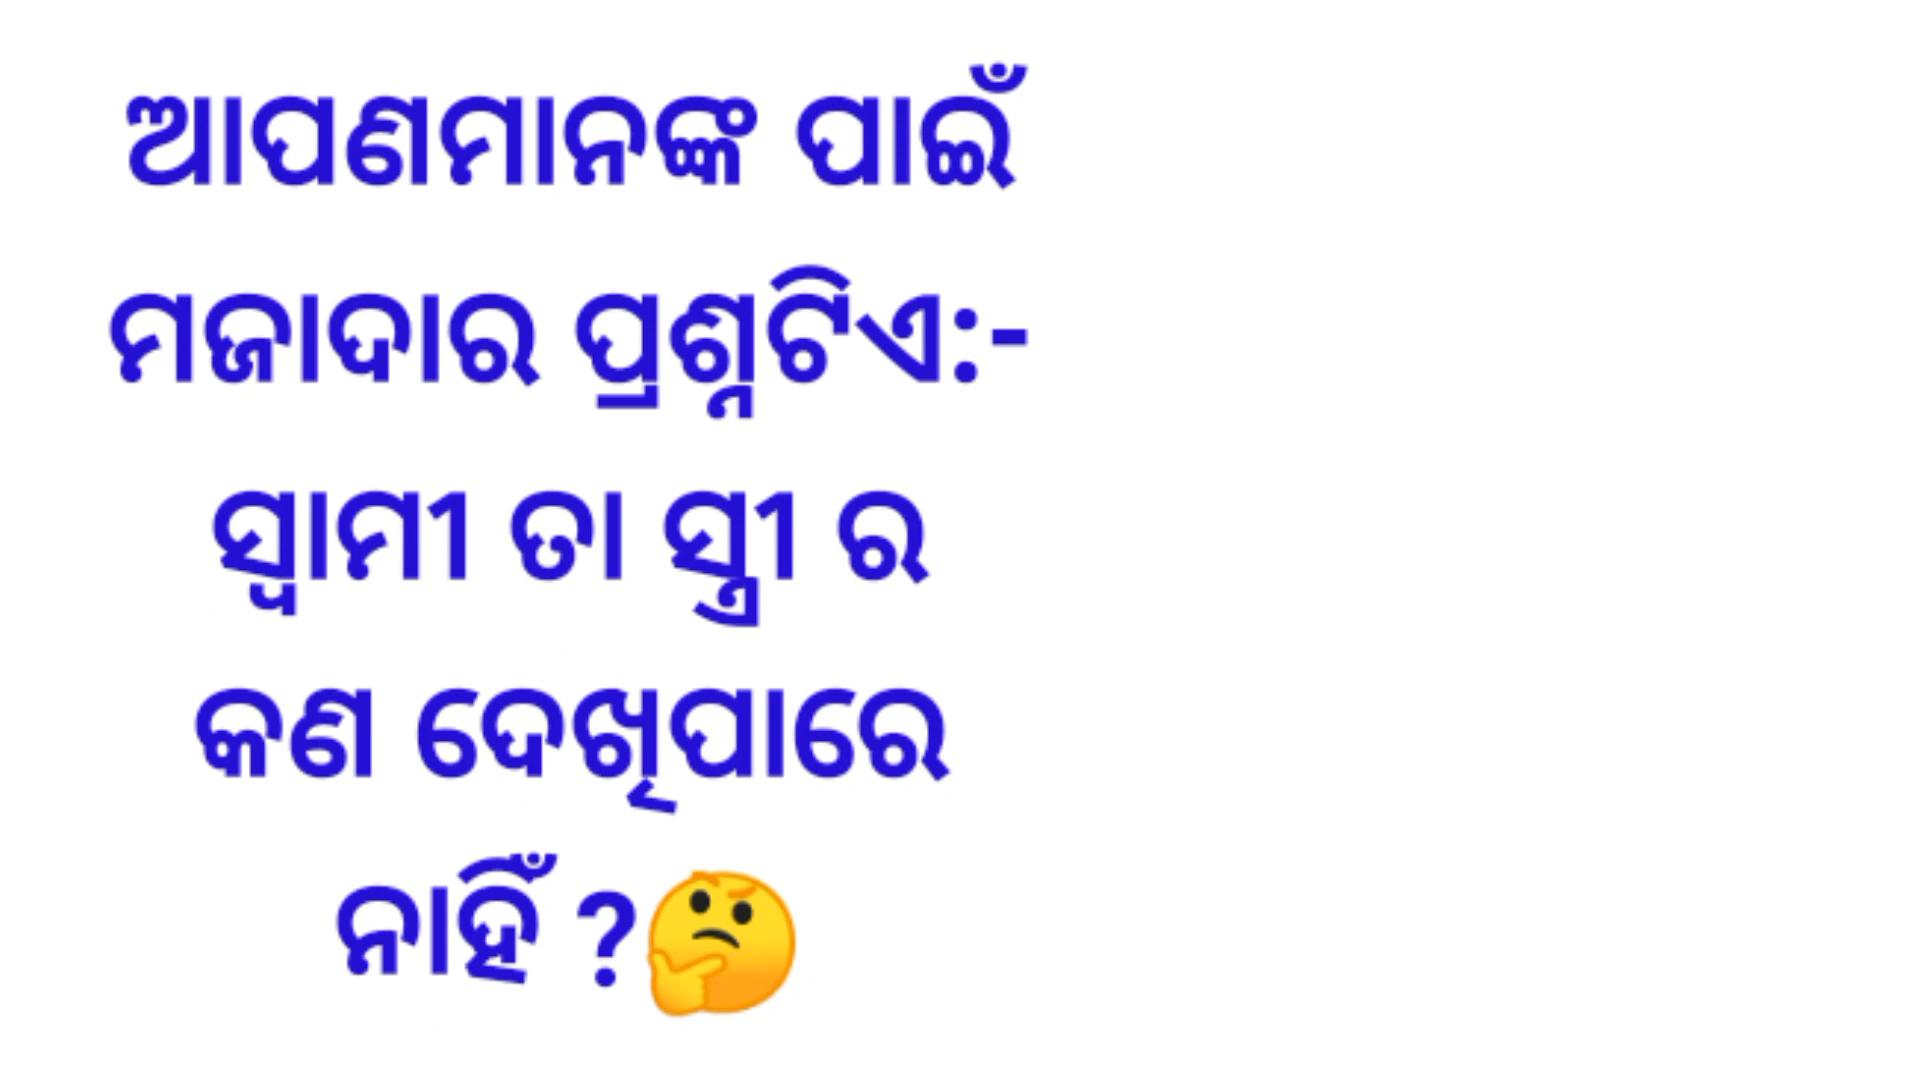 ଆପଣମାନଙ୍କ ପାଇଁ
ମଜାଦାର ପ୍ରଶ୍ନଟିଏ:-
ସ୍ୱାମୀ ତା ସ୍ତ୍ରୀ ର
କଣ ଦେଖିପାରେ
ନାହିଁ ?🤔